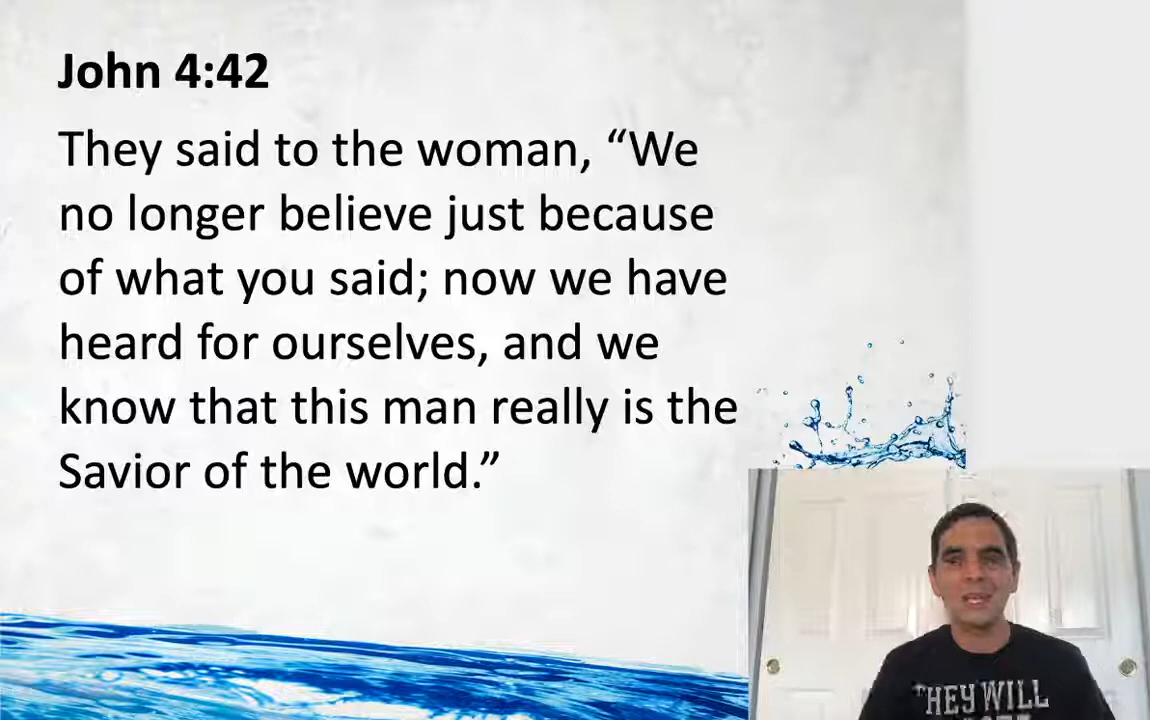 John 4:42
They said to the woman, “We
no longer believe just because
of what you said; now we have
heard for ourselves, and we
know that this man really is the
Savior of the world.”
THEY WILL